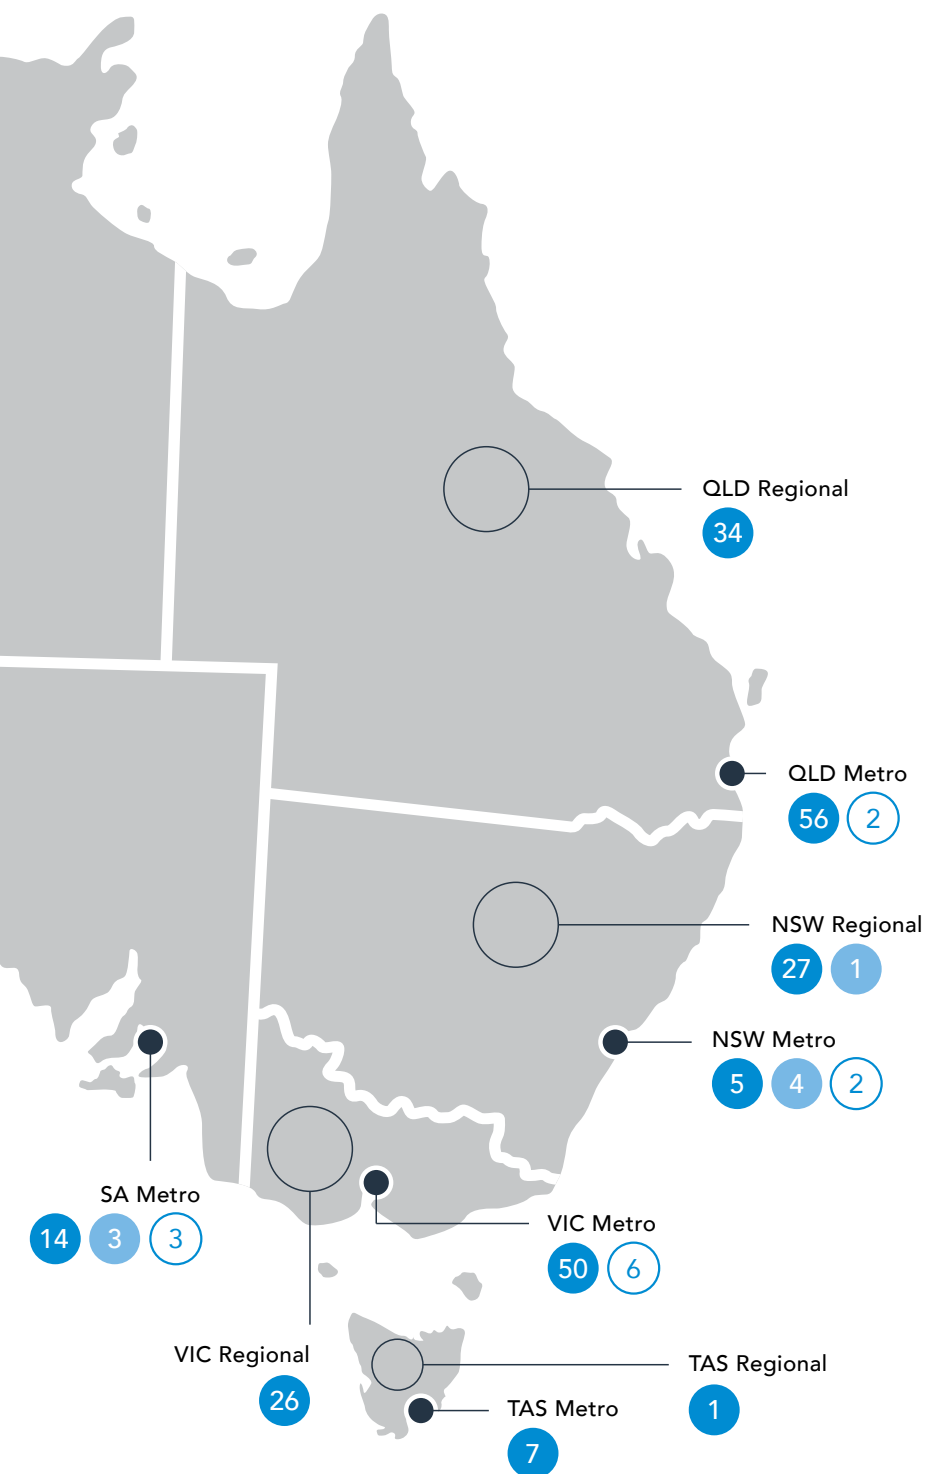 QLD Regional
34
QLD Metro
56 2
NSW Regional
27 1
NSW Metro
5 4 2
SA Metro
14 3 3
VIC Metro
50 6
VIC Regional
26
TAS Regional
1
TAS Metro
7